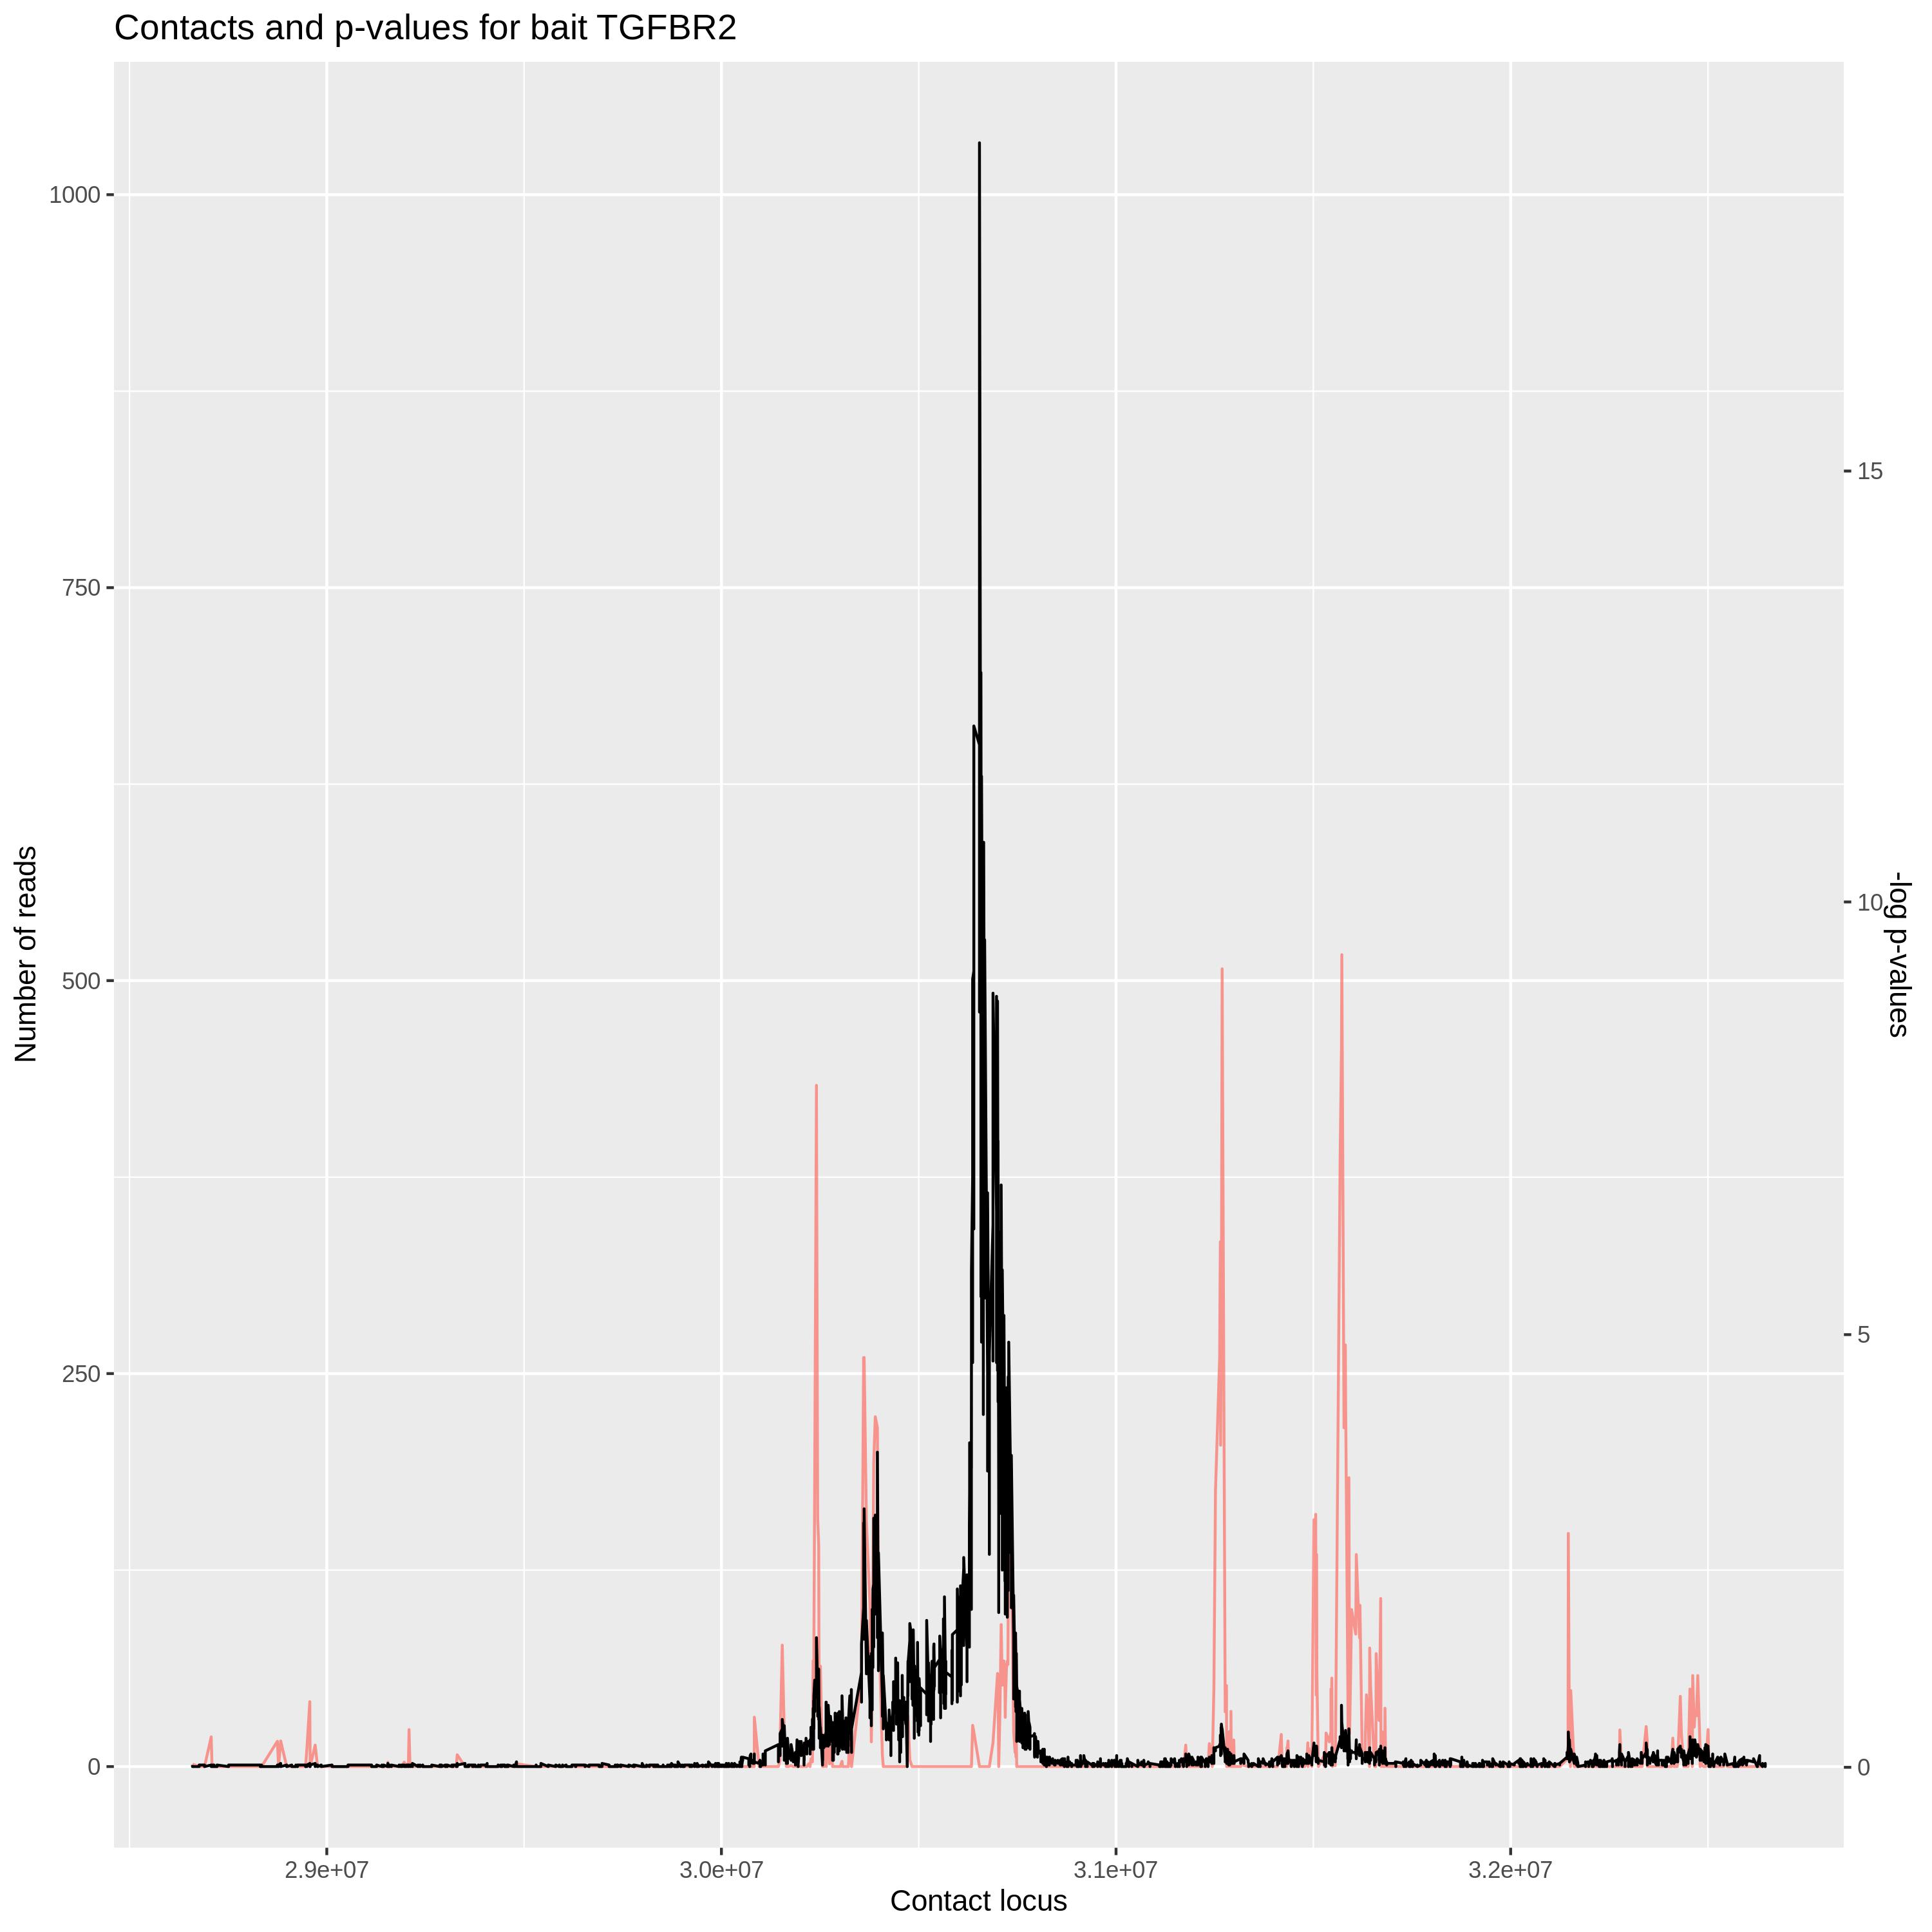 Contacts and p-values for bait TGFBR2
1000
750
500
250
0
Number of reads
15
10
5
0
-log p-values
2.9e+07
3.0e+07
3.1e+07
3.2e+07
Contact locus